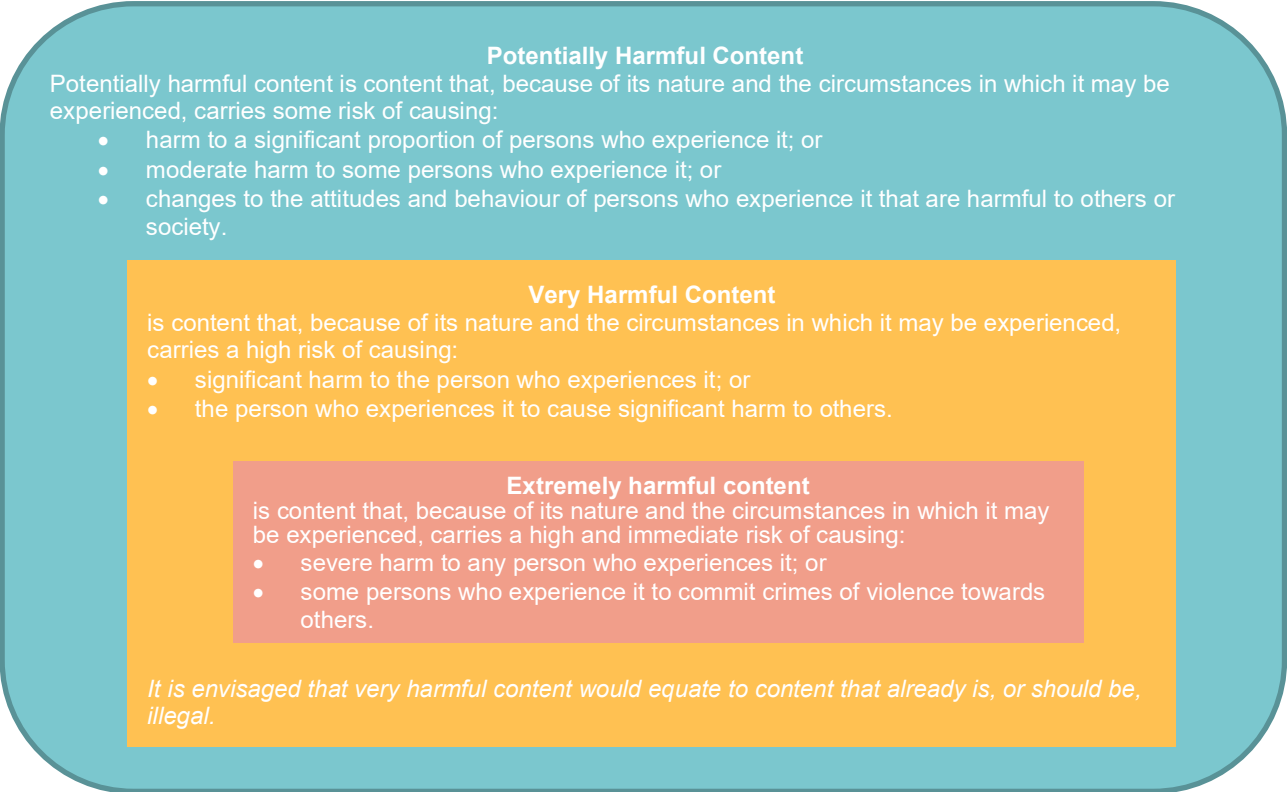 Potentially Harmful Content
Potentially harmful content is content that, because of its nature and the circumstances in which it may be
experienced, carries some risk of causing:
• harm to a significant proportion of persons who experience it; or
• moderate harm to some persons who experience it; or
• changes to the attitudes and behaviour of persons who experience it that are harmful to others or
society.
Very Harmful Content
is content that, because of its nature and the circumstances in which it may be experienced,
carries a high risk of causing:
• significant harm to the person who experiences it; or
• the person who experiences it to cause significant harm to others.
Extremely harmful content
is content that, because of its nature and the circumstances in which it may
be experienced, carries a high and immediate risk of causing:
• severe harm to any person who experiences it; or
• some persons who experience it to commit crimes of violence towards
others.
It is envisaged that very harmful content would equate to content that already is, or should be,
illegal.